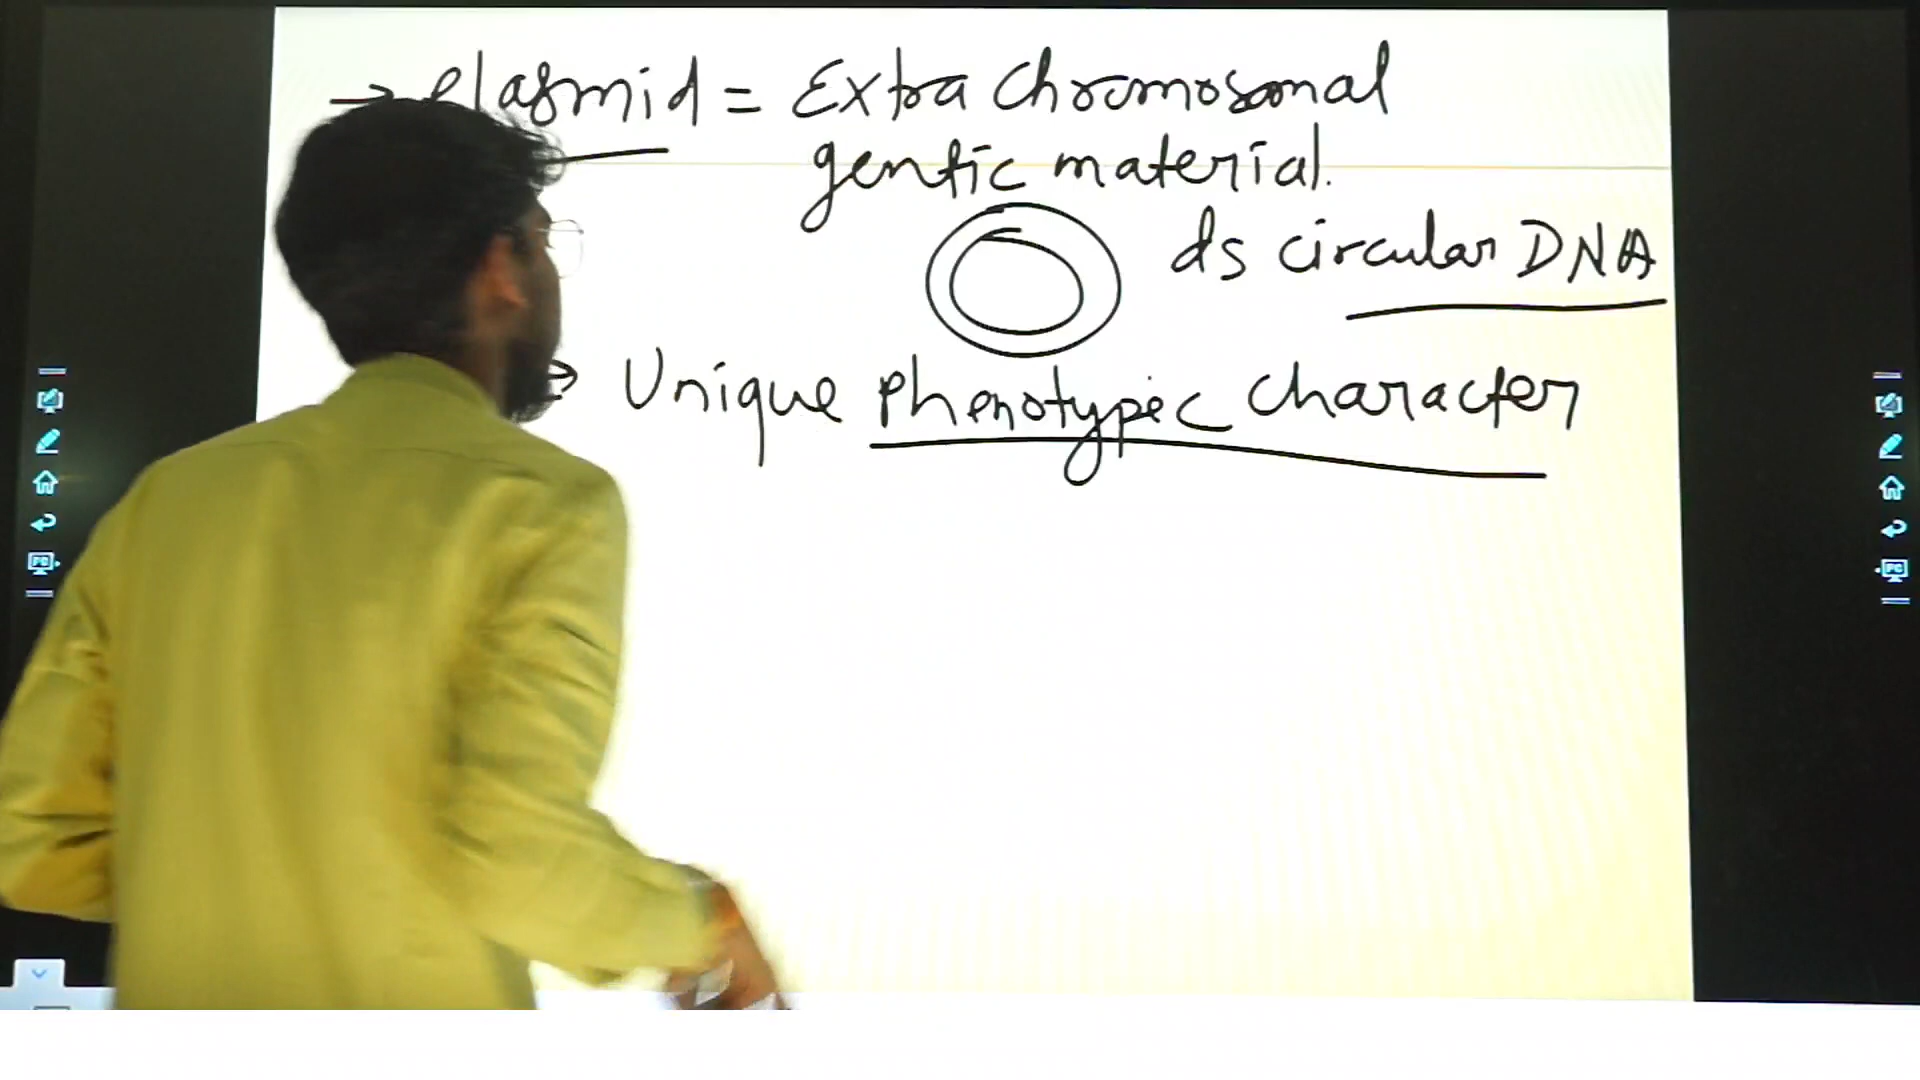 → Plasmid = Extra Chromosomal
gentic material.
ds circular DNA
→ Unique phenotypic character